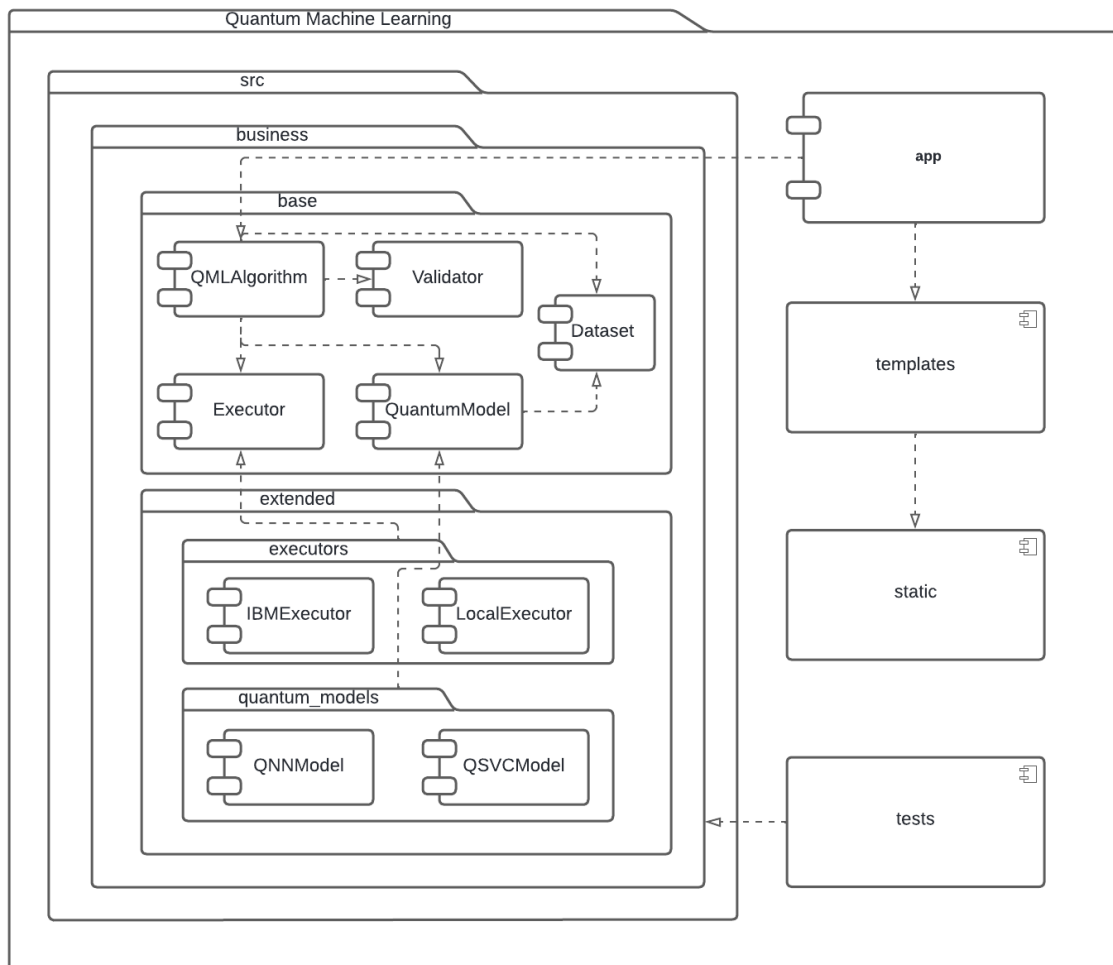 Quantum Machine Learning
src
business
app
base
QMLAlgorithm
Validator
Dataset
templates
Executor
QuantumModel
extended
executors
static
IBMExecutor
LocalExecutor
quantum_models
QNNModel
QSVCModel
tests